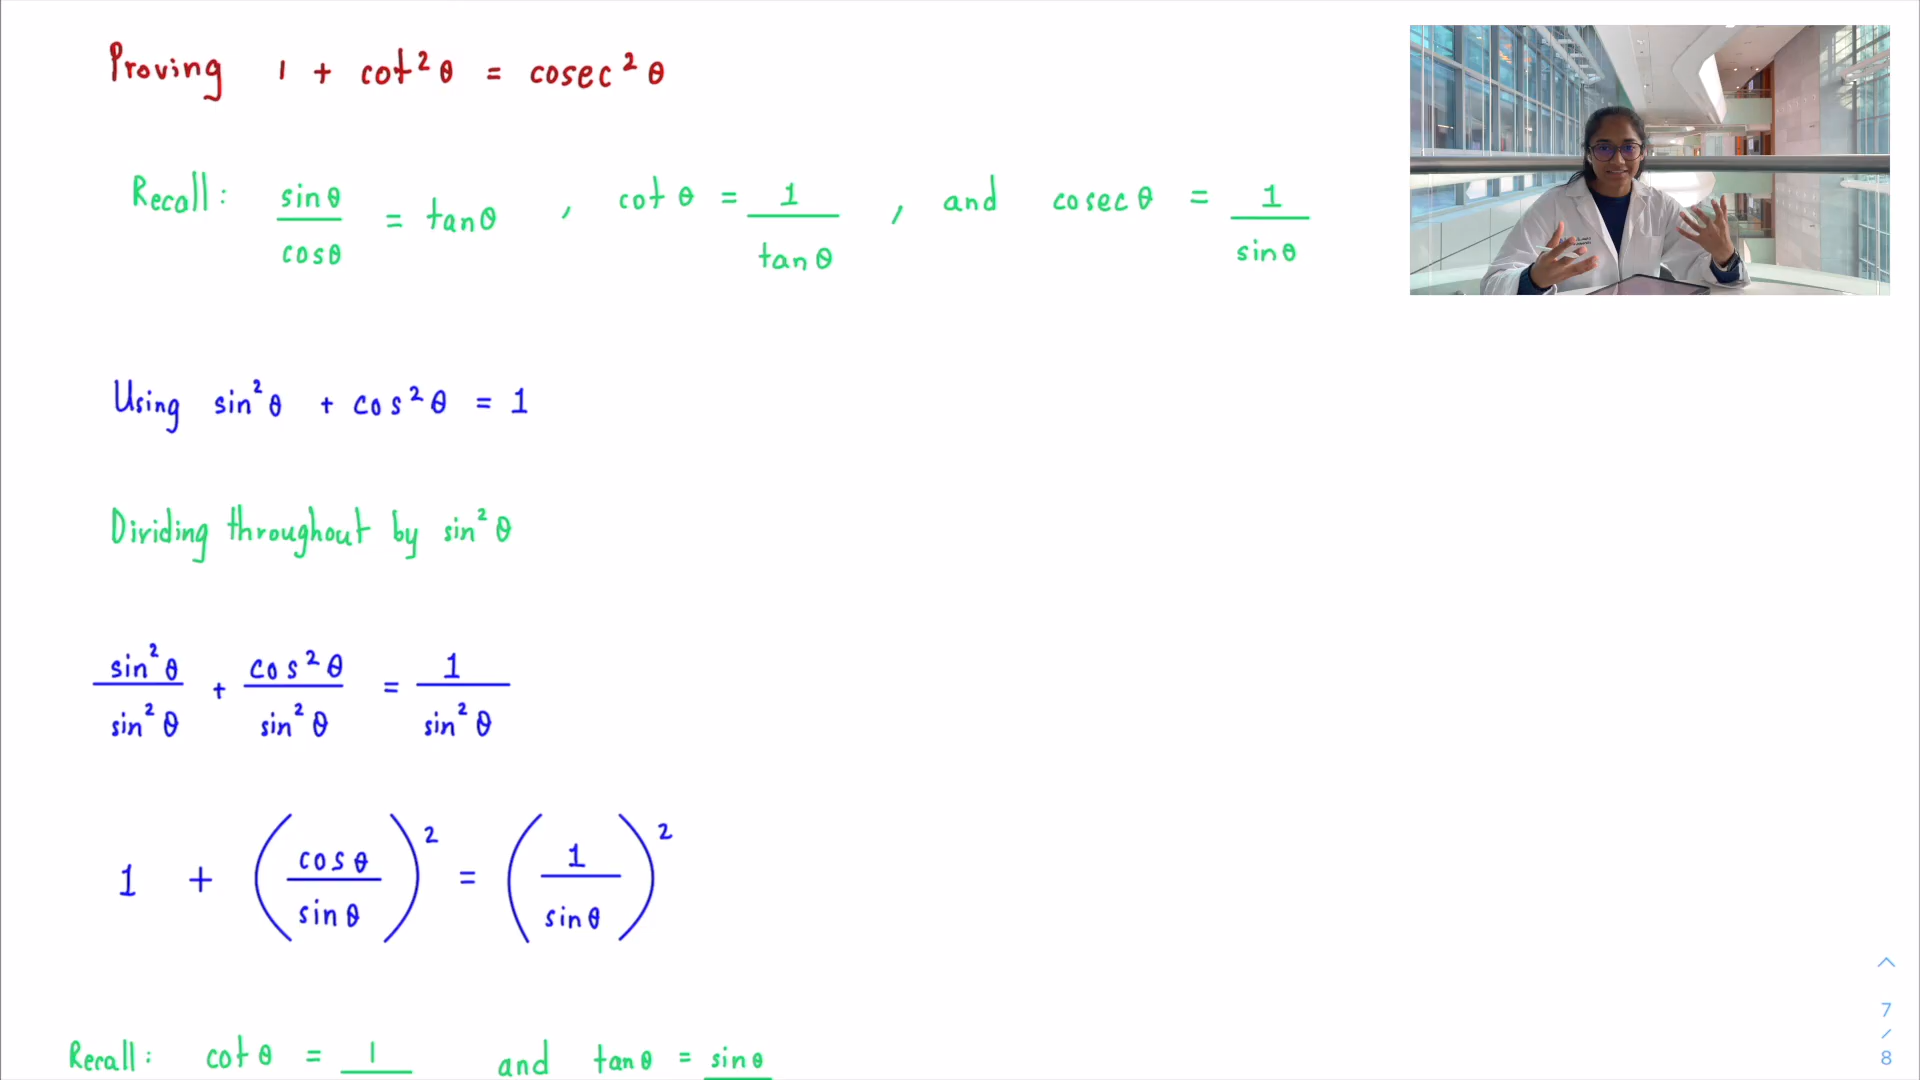 Proving 1 + cot²θ = cosec²θ
Recall: sinθ/cosθ = tanθ , cotθ = 1/tanθ , and cosecθ = 1/sinθ
Using sin²θ + cos²θ = 1
Dividing throughout by sin²θ
sin²θ/sin²θ + cos²θ/sin²θ = 1/sin²θ
1 + (cosθ/sinθ)² = (1/sinθ)²
Recall: cotθ = 1 and tanθ = sinθ
7
/
8